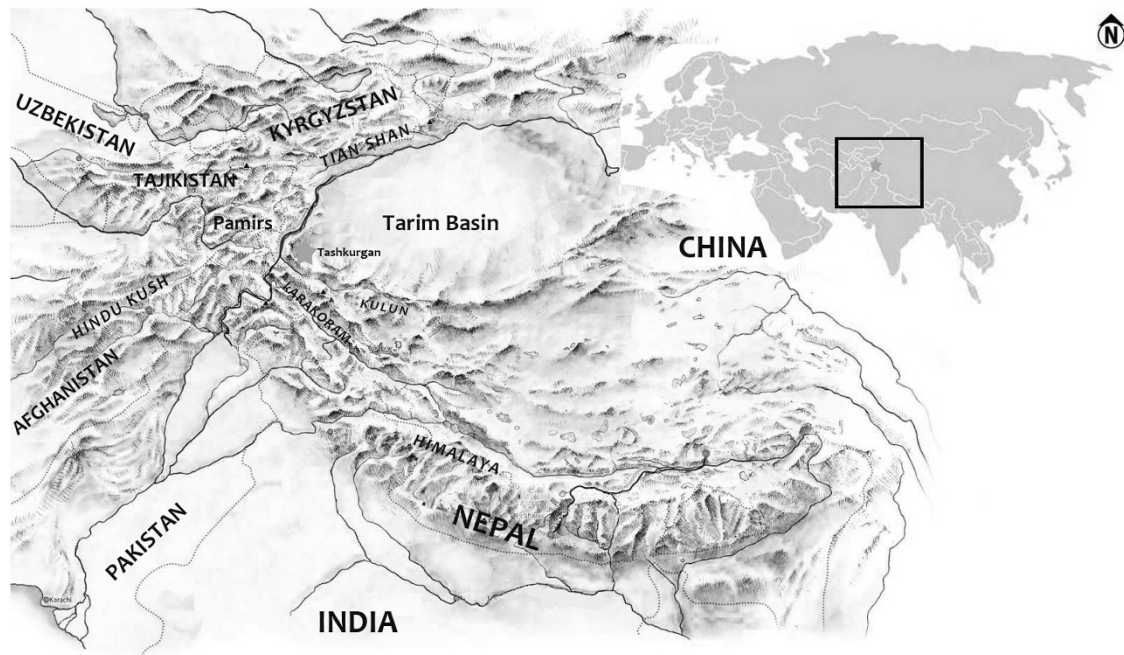 N
UZBEKISTAN
KYRGYZSTAN
TIAN SHAN
TAJIKISTAN
Pamirs
Tarim Basin
Tashkurgan
CHINA
HINDU KUSH
KARAKORAM
KULUN
AFGHANISTAN
HIMALAYA
NEPAL
PAKISTAN
Karachi
INDIA